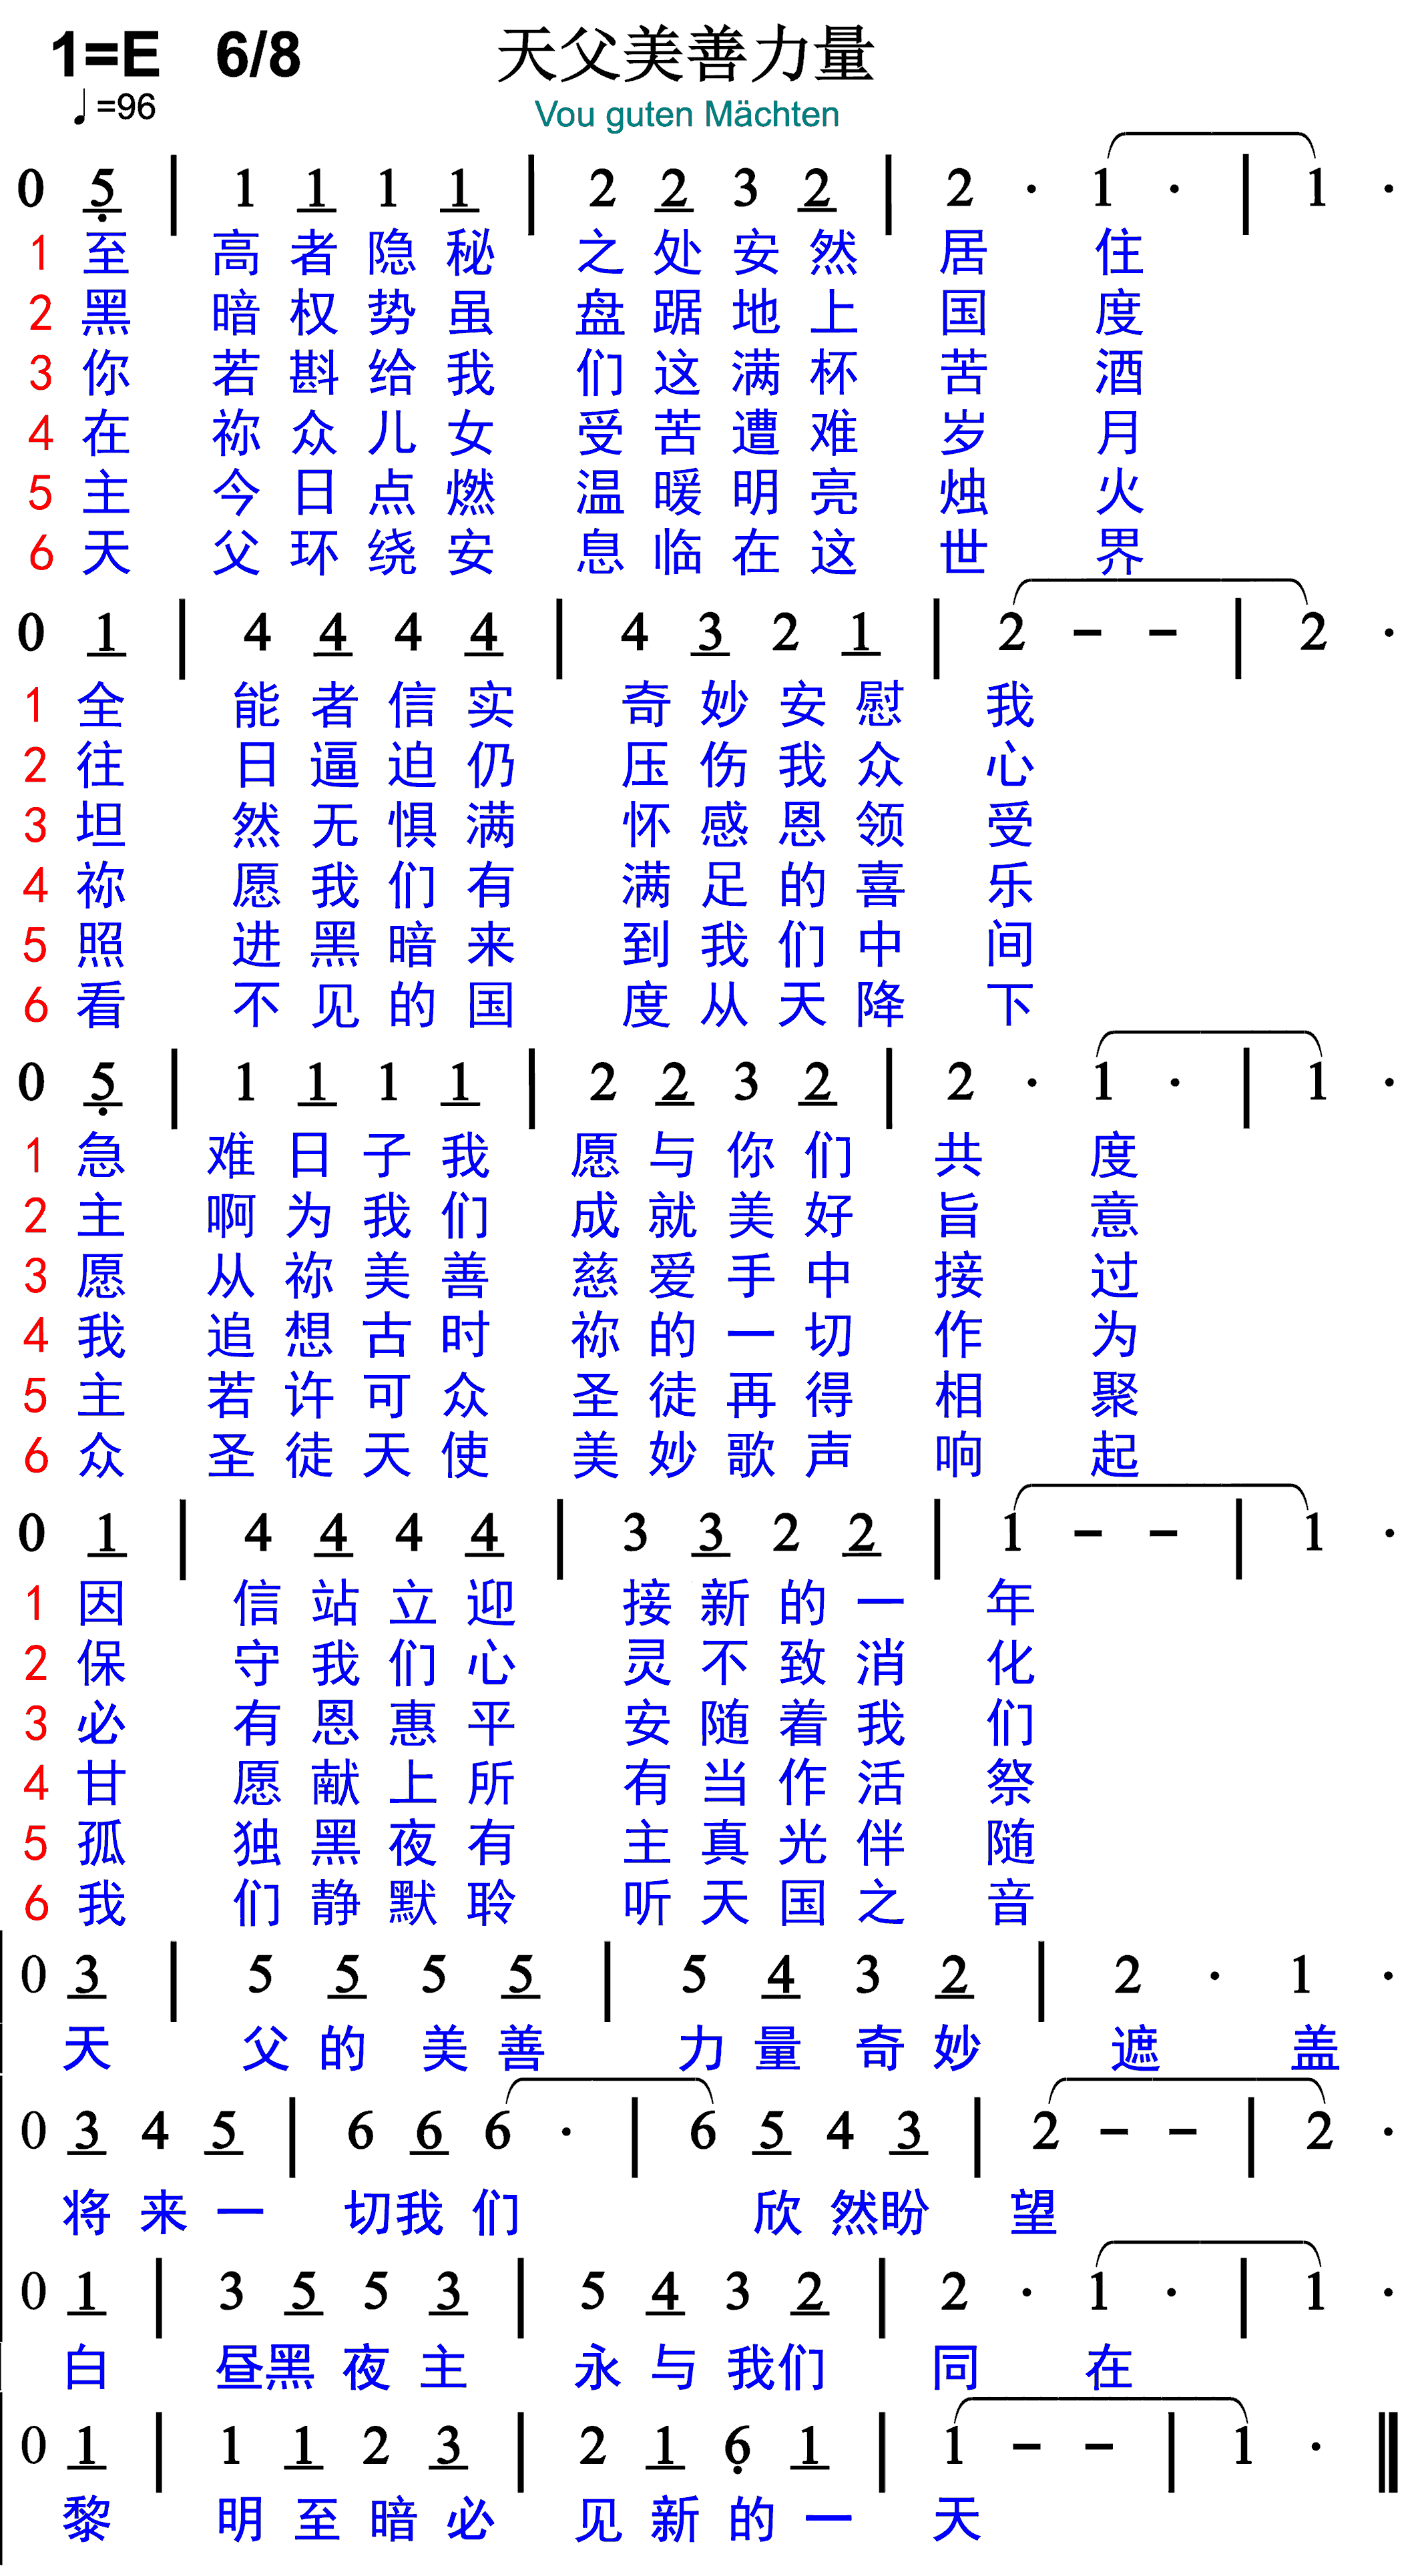 1=E 6/8 天父美善力量
♩=96 Vou guten Mächten
0 5̣ | 1 1 1 1 | 2 2 3 2 | 2 · 1 · | 1 ·
1 至 高者隐秘 之处安然 居 住
2 黑 暗权势虽 盘踞地上 国 度
3 你 若斟给我 们这满杯 苦 酒
4 在 祢众儿女 受苦遭难 岁 月
5 主 今日点燃 温暖明亮 烛 火
6 天 父环绕安 息临在这 世 界
0 1 | 4 4 4 4 | 4 3 2 1 | 2 – – | 2 ·
1 全 能者信实 奇妙安慰 我
2 往 日逼迫仍 压伤我众 心
3 坦 然无惧满 怀感恩领 受
4 祢 愿我们有 满足的喜 乐
5 照 进黑暗来 到我们中 间
6 看 不见的国 度从天降 下
0 5̣ | 1 1 1 1 | 2 2 3 2 | 2 · 1 · | 1 ·
1 急 难日子我 愿与你们 共 度
2 主 啊为我们 成就美好 旨 意
3 愿 从祢美善 慈爱手中 接 过
4 我 追想古时 祢的一切 作 为
5 主 若许可众 圣徒再得 相 聚
6 众 圣徒天使 美妙歌声 响 起
0 1 | 4 4 4 4 | 3 3 2 2 | 1 – – | 1 ·
1 因 信站立迎 接新的一 年
2 保 守我们心 灵不致消 化
3 必 有恩惠平 安随着我 们
4 甘 愿献上所 有当作活 祭
5 孤 独黑夜有 主真光伴 随
6 我 们静默聆 听天国之 音
0 3 | 5 5 5 5 | 5 4 3 2 | 2 · 1 ·
天 父的美善 力量奇妙 遮 盖
0 3 4 5 | 6 6 6 · | 6 5 4 3 | 2 – – | 2 ·
将来一 切我们 欣然盼 望
0 1 | 3 5 5 3 | 5 4 3 2 | 2 · 1 · | 1 ·
白 昼黑夜主 永与我们 同 在
0 1 | 1 1 2 3 | 2 1 6̣ 1 | 1 – – | 1 · ‖
黎 明至暗必 见新的一 天